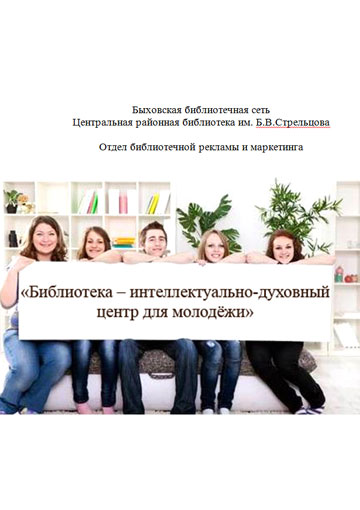 Быховская библиотечная сеть
Центральная районная библиотека им. Б.В.Стрельцова
Отдел библиотечной рекламы и маркетинга
«Библиотека – интеллектуально-духовный
центр для молодёжи»